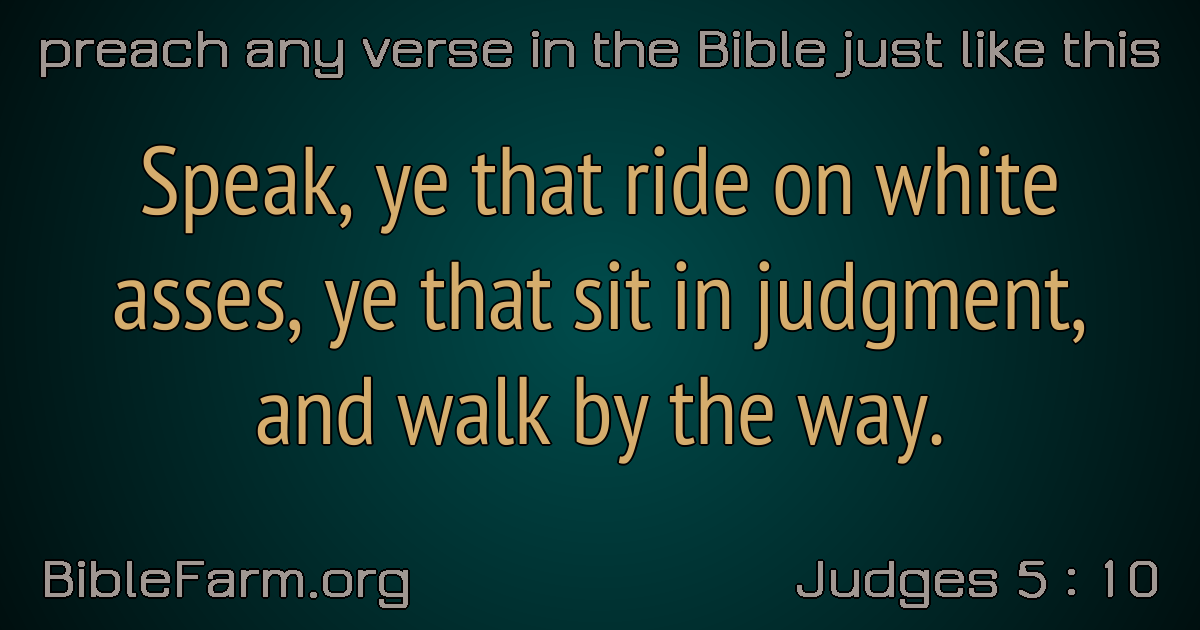 preach any verse in the Bible just like this
Speak, ye that ride on white
asses, ye that sit in judgment,
and walk by the way.
BibleFarm.org
Judges 5 : 10